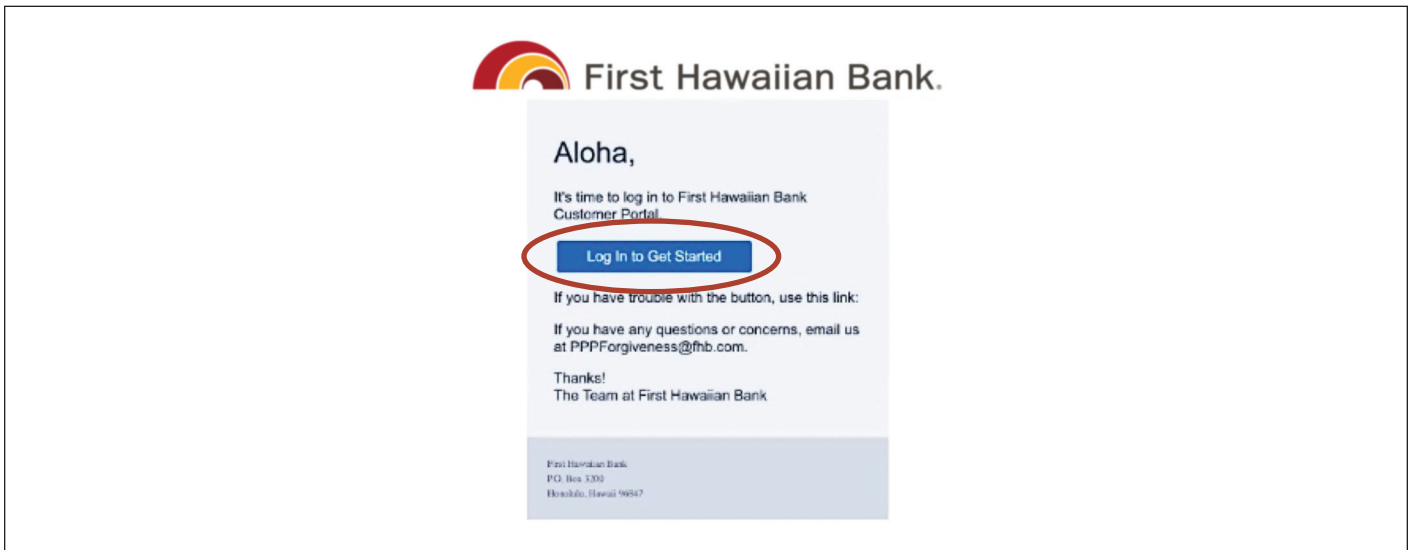 First Hawaiian Bank.
Aloha,
It's time to log in to First Hawaiian Bank
Customer Portal.
Log In to Get Started
If you have trouble with the button, use this link:
If you have any questions or concerns, email us
at PPPForgiveness@fhb.com.
Thanks!
The Team at First Hawaiian Bank
First Hawaiian Bank
P.O. Box 3200
Honolulu, Hawaii 96847